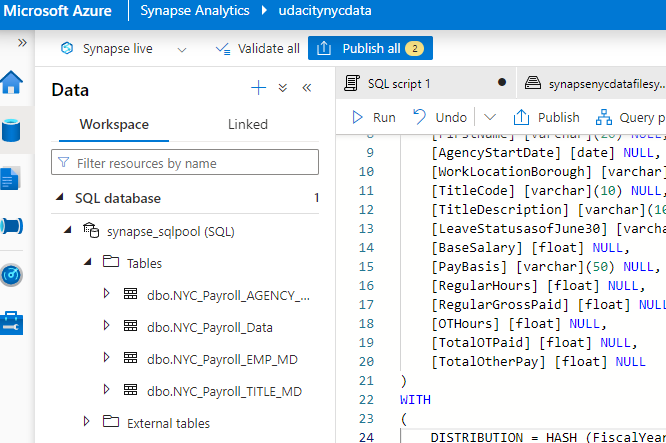 Microsoft Azure | Synapse Analytics ▸ udacitynycdata
»
Synapse live
Validate all
Publish all 2
Data
Workspace
Linked
Filter resources by name
SQL database
1
synapse_sqlpool (SQL)
Tables
dbo.NYC_Payroll_AGENCY_...
dbo.NYC_Payroll_Data
dbo.NYC_Payroll_EMP_MD
dbo.NYC_Payroll_TITLE_MD
External tables
SQL script 1
synapsenycdatafilesy...
Run
Undo
Publish
Query p
8 [FirstName] [varchar](20) NULL,
9 [AgencyStartDate] [date] NULL,
10 [WorkLocationBorough] [varchar]
11 [TitleCode] [varchar](10) NULL,
12 [TitleDescription] [varchar](10
13 [LeaveStatusasofJune30] [varcha
14 [BaseSalary] [float] NULL,
15 [PayBasis] [varchar](50) NULL,
16 [RegularHours] [float] NULL,
17 [RegularGrossPaid] [float] NULL
18 [OTHours] [float] NULL,
19 [TotalOTPaid] [float] NULL,
20 [TotalOtherPay] [float] NULL
21 )
22 WITH
23 (
24 DISTRIBUTION = HASH (FiscalYear